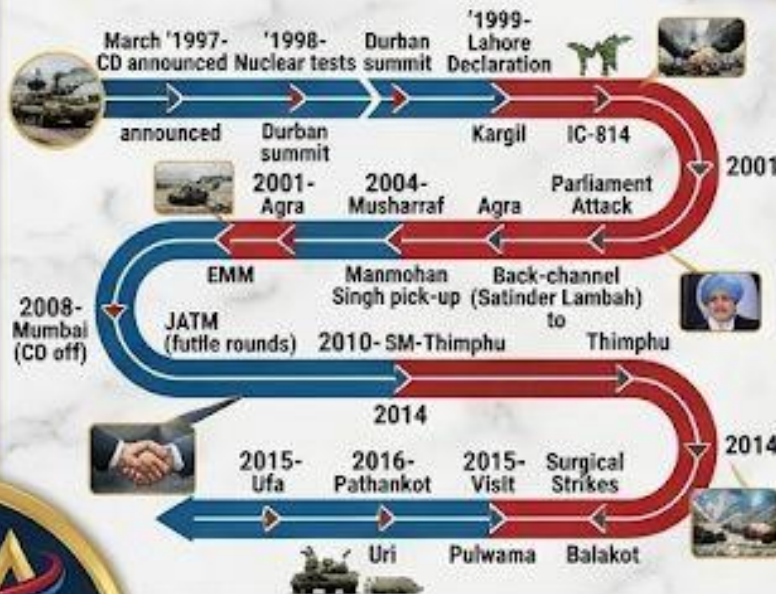 March '1997- '1998- Durban '1999-
CD announced Nuclear tests summit Lahore
Declaration
announced Durban Kargil IC-814
summit
2001
2001- 2004- Agra Parliament
Agra Musharraf Attack
EMM Manmohan Back-channel
Singh pick-up (Satinder Lambah)
to
2008-
Mumbai
(CD off)
JATM
(futile rounds) 2010- SM-Thimphu Thimphu
2014
2014
2015- 2016- 2015- Surgical
Ufa Pathankot Visit Strikes
Uri Pulwama Balakot